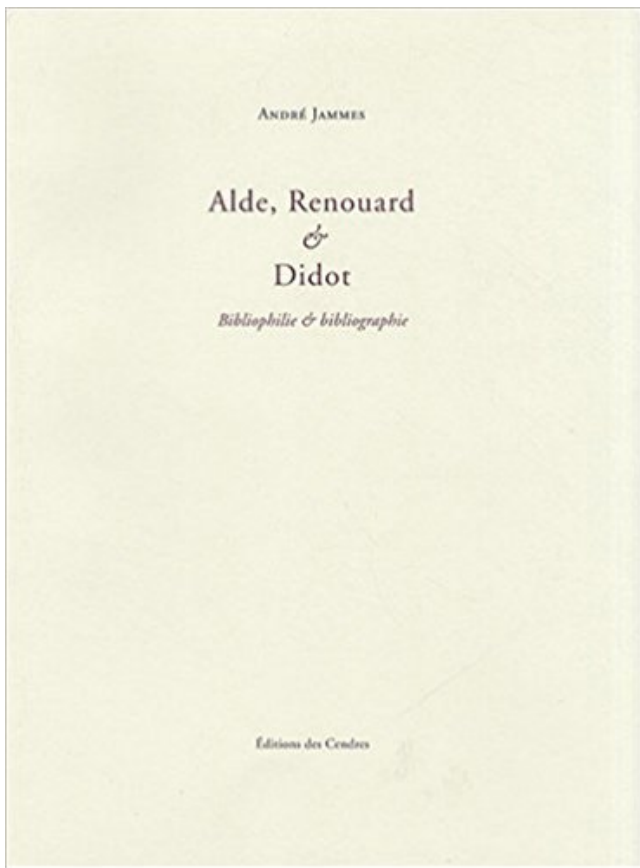 ANDRÉ JAMMES
Alde, Renouard
&
Didot
Bibliophilie & bibliographie
Éditions des Cendres